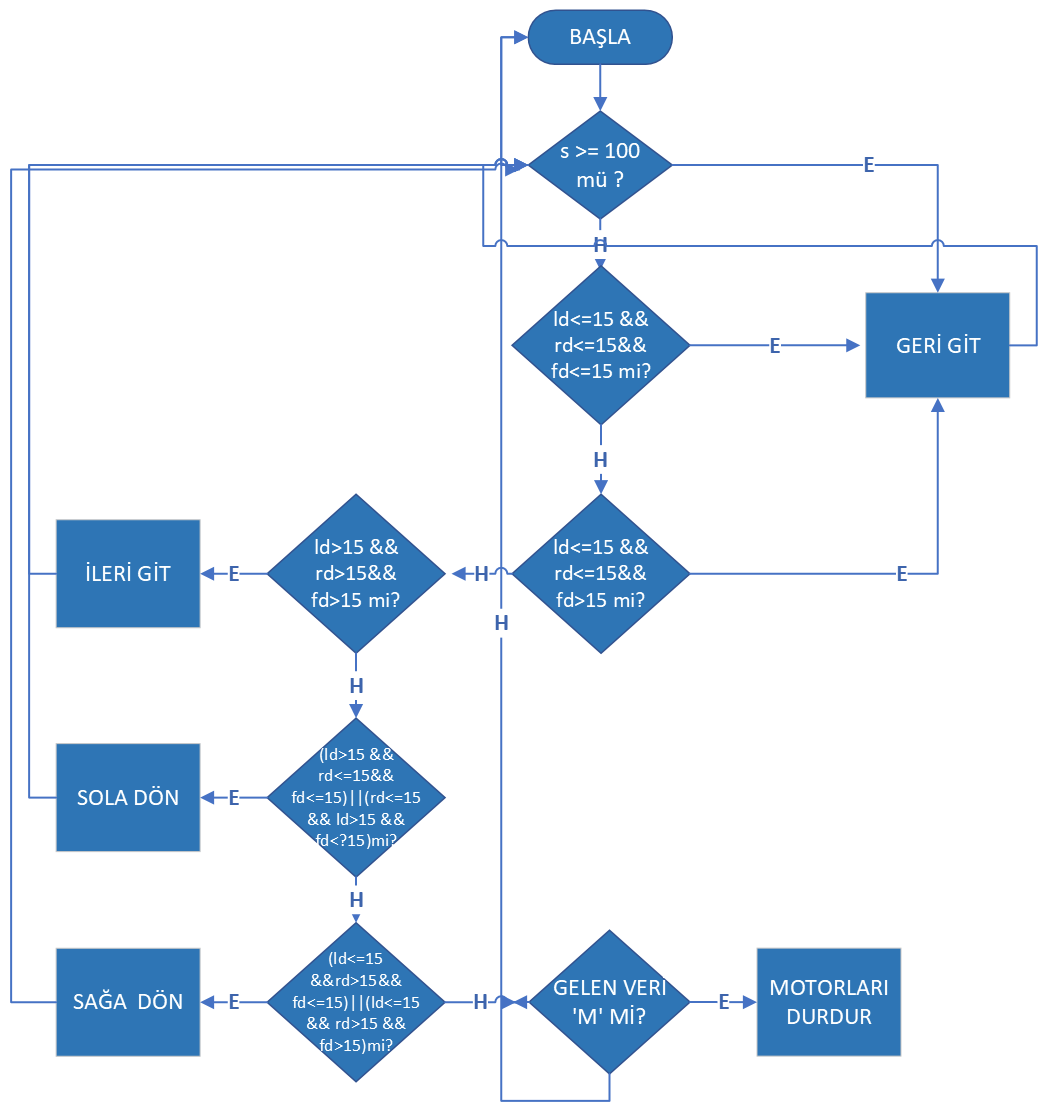 BAŞLA
s >= 100
mü ?
E
H
ld<=15 &&
rd<=15&&
fd<=15 mi?
E
GERİ GİT
H
ld<=15 &&
rd<=15&&
fd>15 mi?
E
H
ld>15 &&
rd>15&&
fd>15 mi?
E
İLERİ GİT
H
H
(ld>15 &&
rd<=15&&
fd<=15)||(rd<=15
&& ld>15 &&
fd<?15)mi?
E
SOLA DÖN
H
(ld<=15
&&rd>15&&
fd<=15)||(ld<=15
&& rd>15 &&
fd>15)mi?
E
SAĞA DÖN
H
GELEN VERİ
'M' Mİ?
E
MOTORLARI
DURDUR